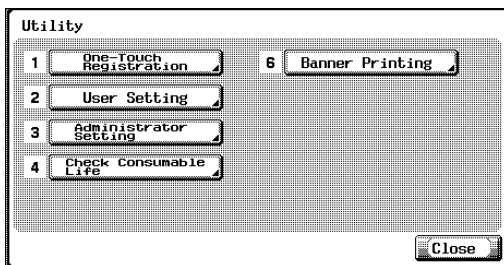 Utility
1 One-Touch
Registration
2 User Setting
3 Administrator
Setting
4 Check Consumable
Life
6 Banner Printing
Close